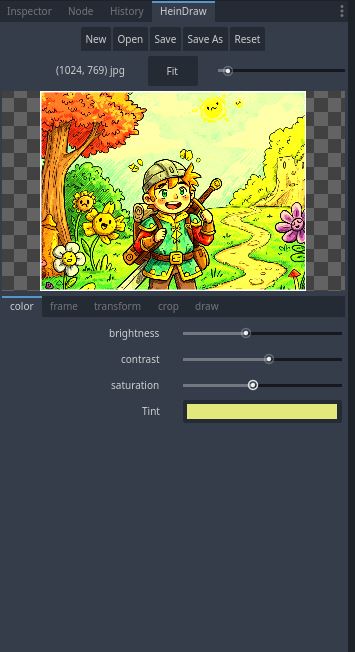 Inspector Node History HeinDraw
New Open Save Save As Reset
(1024, 769) jpg Fit
color frame transform crop draw
brightness
contrast
saturation
Tint